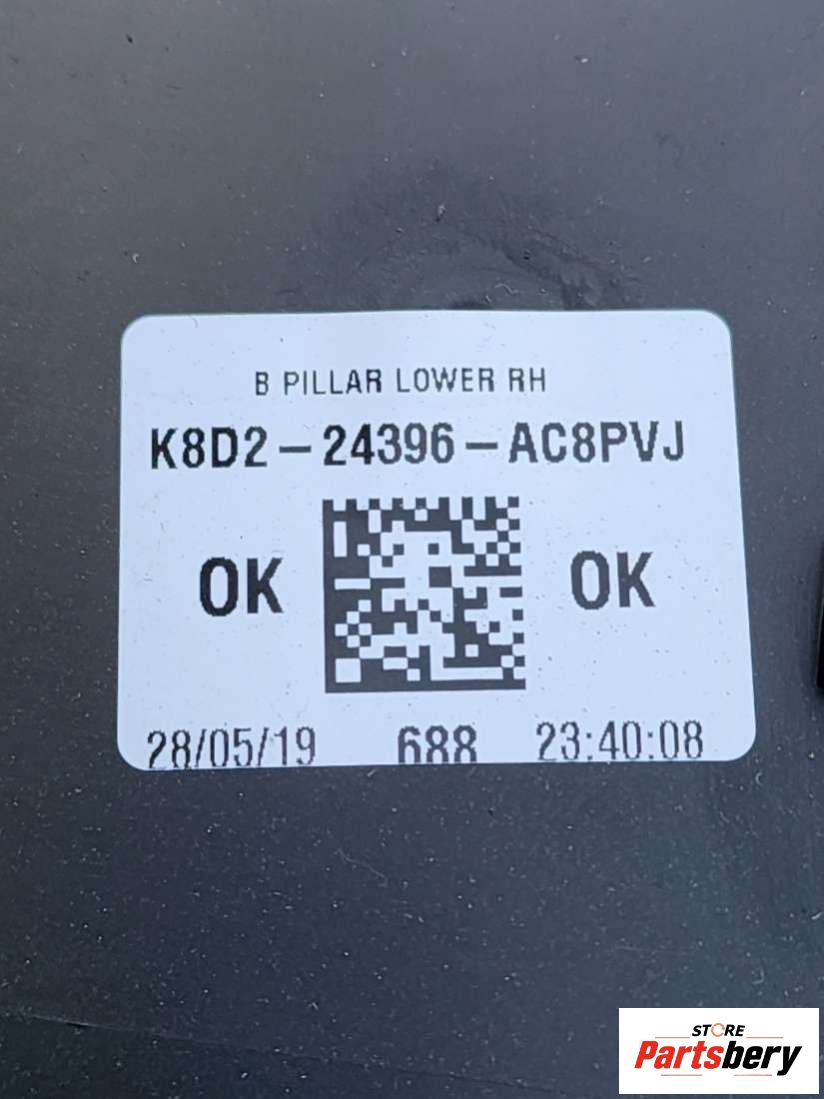 B PILLAR LOWER RH
K8D2-24396-AC8PVJ
OK OK
28/05/19 688 23:40:08
STORE
Partsbery